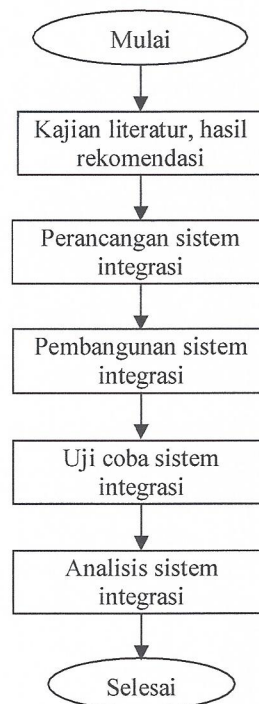 Mulai
Kajian literatur, hasil
rekomendasi
Perancangan sistem
integrasi
Pembangunan sistem
integrasi
Uji coba sistem
integrasi
Analisis sistem
integrasi
Selesai